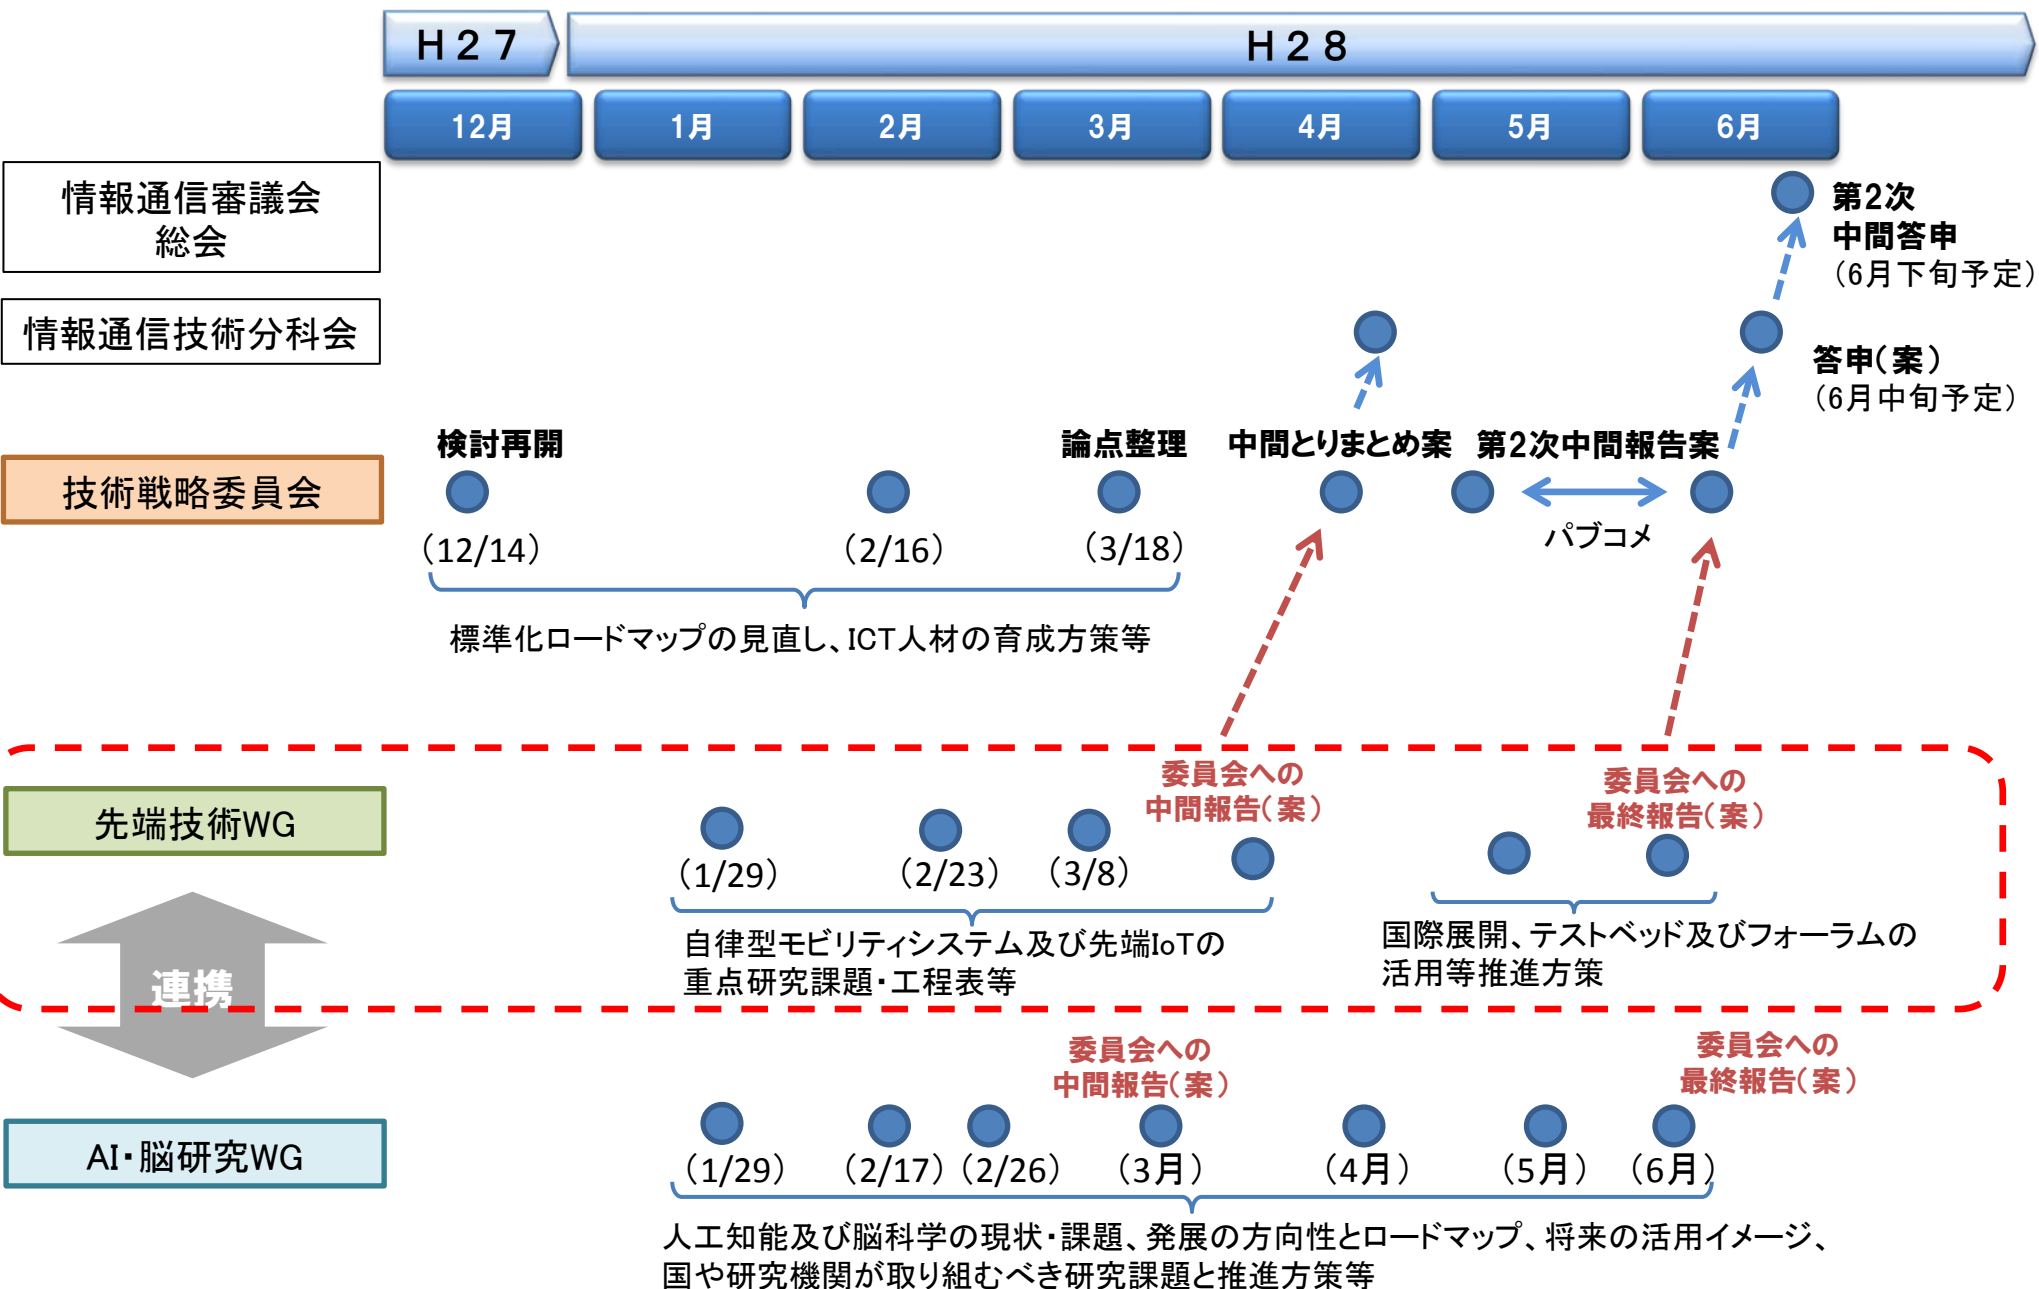 H27
H28
12月
1月
2月
3月
4月
5月
6月
情報通信審議会
総会
第2次
中間答申
（6月下旬予定）
情報通信技術分科会
答申（案）
（6月中旬予定）
検討再開
論点整理
中間とりまとめ案
第2次中間報告案
技術戦略委員会
（12/14）
（2/16）
（3/18）
パブコメ
標準化ロードマップの見直し、ICT人材の育成方策等
委員会への
中間報告（案）
委員会への
最終報告（案）
先端技術WG
（1/29）
（2/23）
（3/8）
自律型モビリティシステム及び先端IoTの
重点研究課題・工程表等
国際展開、テストベッド及びフォーラムの
活用等推進方策
連携
委員会への
中間報告（案）
委員会への
最終報告（案）
AI・脳研究WG
（1/29）
（2/17）
（2/26）
（3月）
（4月）
（5月）
（6月）
人工知能及び脳科学の現状・課題、発展の方向性とロードマップ、将来の活用イメージ、
国や研究機関が取り組むべき研究課題と推進方策等